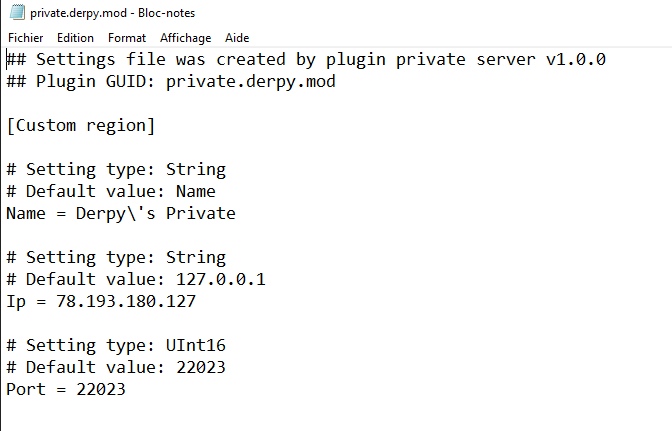 private.derpy.mod - Bloc-notes
Fichier Edition Format Affichage Aide
## Settings file was created by plugin private server v1.0.0
## Plugin GUID: private.derpy.mod
[Custom region]
# Setting type: String
# Default value: Name
Name = Derpy\'s Private
# Setting type: String
# Default value: 127.0.0.1
Ip = 78.193.180.127
# Setting type: UInt16
# Default value: 22023
Port = 22023